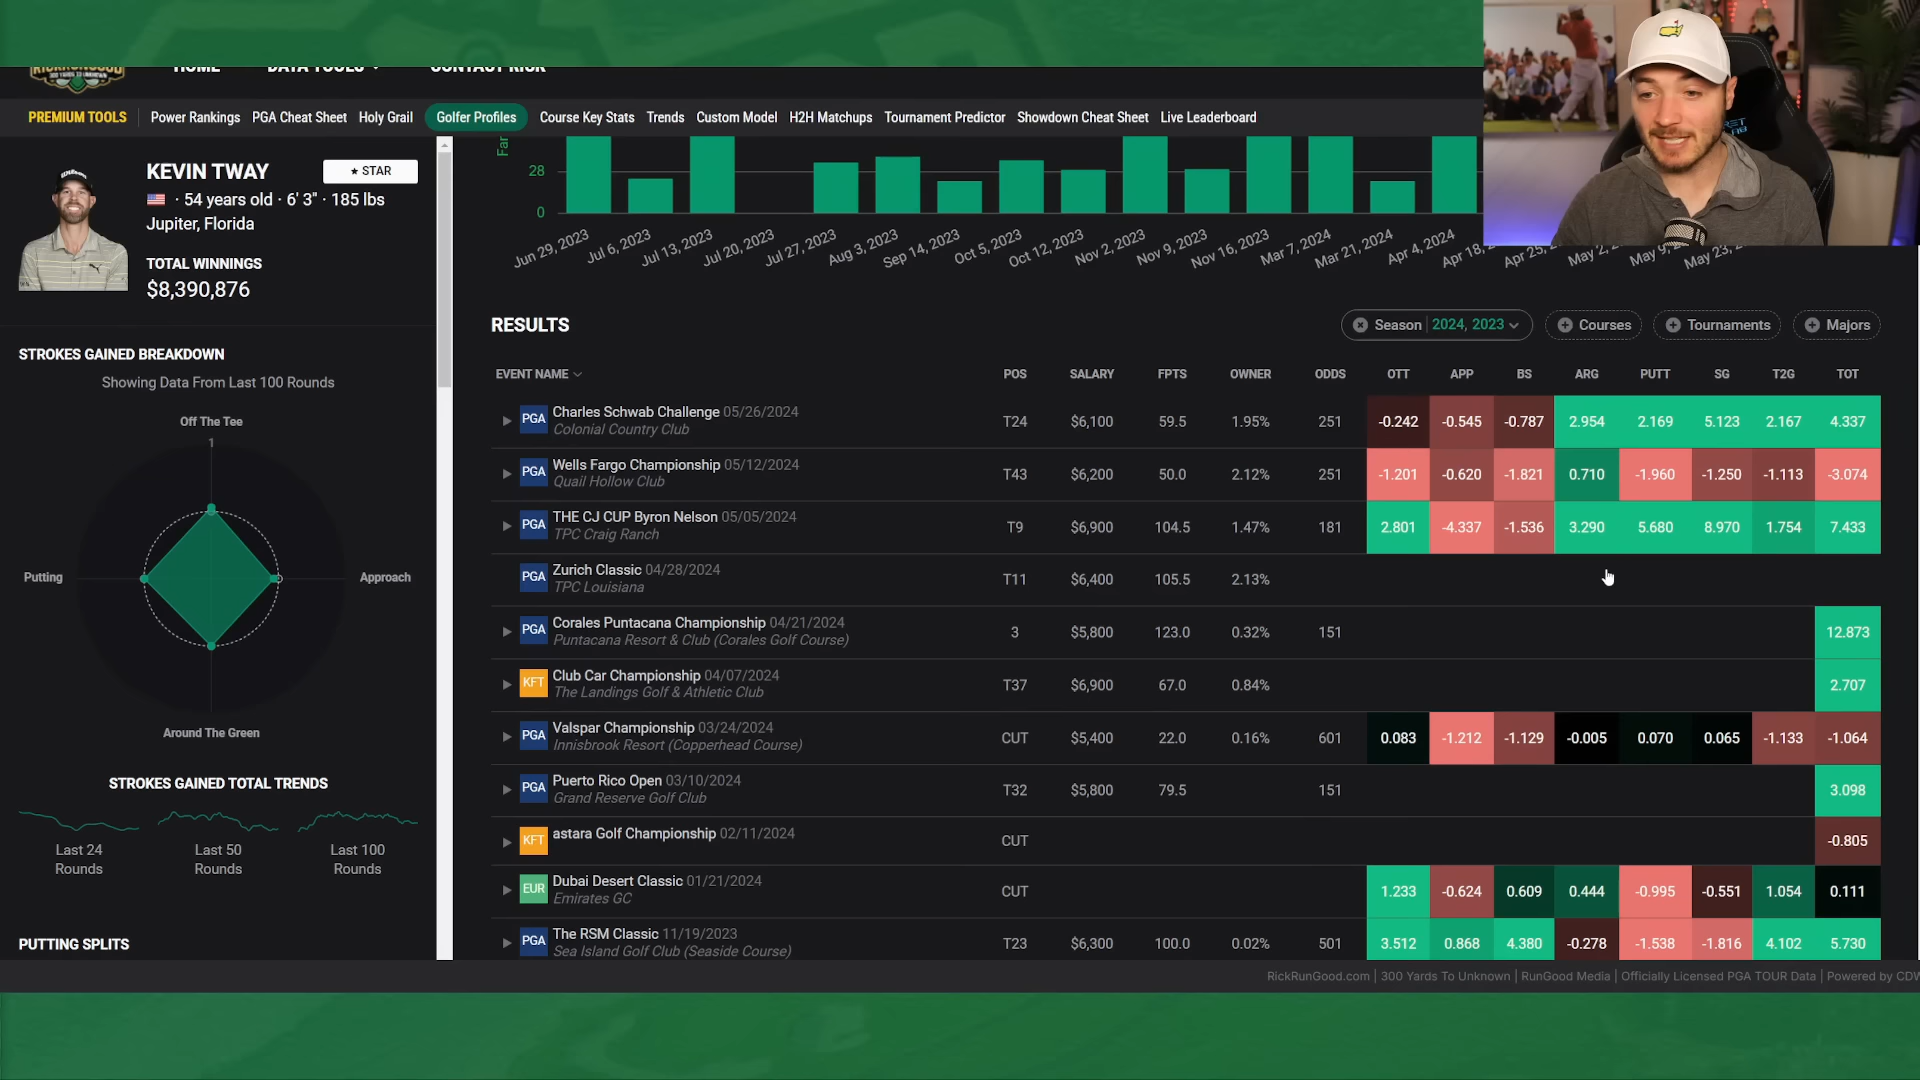 RICKRUNGOOD
300 YARDS TO UNKNOWN
HOME DATA TOOLS CONTACT RICK
PREMIUM TOOLS Power Rankings PGA Cheat Sheet Holy Grail Golfer Profiles Course Key Stats Trends Custom Model H2H Matchups Tournament Predictor Showdown Cheat Sheet Live Leaderboard
KEVIN TWAY ★ STAR
· 54 years old · 6' 3" · 185 lbs
Jupiter, Florida
TOTAL WINNINGS
$8,390,876
STROKES GAINED BREAKDOWN
Showing Data From Last 100 Rounds
Off The Tee
1
Putting Approach
Around The Green
STROKES GAINED TOTAL TRENDS
Last 24 Rounds
Last 50 Rounds
Last 100 Rounds
PUTTING SPLITS
Fan
28
0
Jun 29, 2023 Jul 6, 2023 Jul 13, 2023 Jul 20, 2023 Jul 27, 2023 Aug 3, 2023 Sep 14, 2023 Oct 5, 2023 Oct 12, 2023 Nov 2, 2023 Nov 9, 2023 Nov 16, 2023 Mar 7, 2024 Mar 21, 2024 Apr 4, 2024 Apr 18, Apr 25, May 2, May 9, May 23,
RESULTS Season 2024, 2023 Courses Tournaments Majors
EVENT NAME POS SALARY FPTS OWNER ODDS OTT APP BS ARG PUTT SG T2G TOT
PGA Charles Schwab Challenge 05/26/2024 T24 $6,100 59.5 1.95% 251 -0.242 -0.545 -0.787 2.954 2.169 5.123 2.167 4.337
Colonial Country Club
PGA Wells Fargo Championship 05/12/2024 T43 $6,200 50.0 2.12% 251 -1.201 -0.620 -1.821 0.710 -1.960 -1.250 -1.113 -3.074
Quail Hollow Club
PGA THE CJ CUP Byron Nelson 05/05/2024 T9 $6,900 104.5 1.47% 181 2.801 -4.337 -1.536 3.290 5.680 8.970 1.754 7.433
TPC Craig Ranch
PGA Zurich Classic 04/28/2024 T11 $6,400 105.5 2.13%
TPC Louisiana
PGA Corales Puntacana Championship 04/21/2024 3 $5,800 123.0 0.32% 151 12.873
Puntacana Resort & Club (Corales Golf Course)
KFT Club Car Championship 04/07/2024 T37 $6,900 67.0 0.84% 2.707
The Landings Golf & Athletic Club
PGA Valspar Championship 03/24/2024 CUT $5,400 22.0 0.16% 601 0.083 -1.212 -1.129 -0.005 0.070 0.065 -1.133 -1.064
Innisbrook Resort (Copperhead Course)
PGA Puerto Rico Open 03/10/2024 T32 $5,800 79.5 151 3.098
Grand Reserve Golf Club
KFT astara Golf Championship 02/11/2024 CUT -0.805
EUR Dubai Desert Classic 01/21/2024 CUT 1.233 -0.624 0.609 0.444 -0.995 -0.551 1.054 0.111
Emirates GC
PGA The RSM Classic 11/19/2023 T23 $6,300 100.0 0.02% 501 3.512 0.868 4.380 -0.278 -1.538 -1.816 4.102 5.730
Sea Island Golf Club (Seaside Course)
RickRunGood.com | 300 Yards To Unknown | RunGood Media | Officially Licensed PGA TOUR Data | Powered by CDW